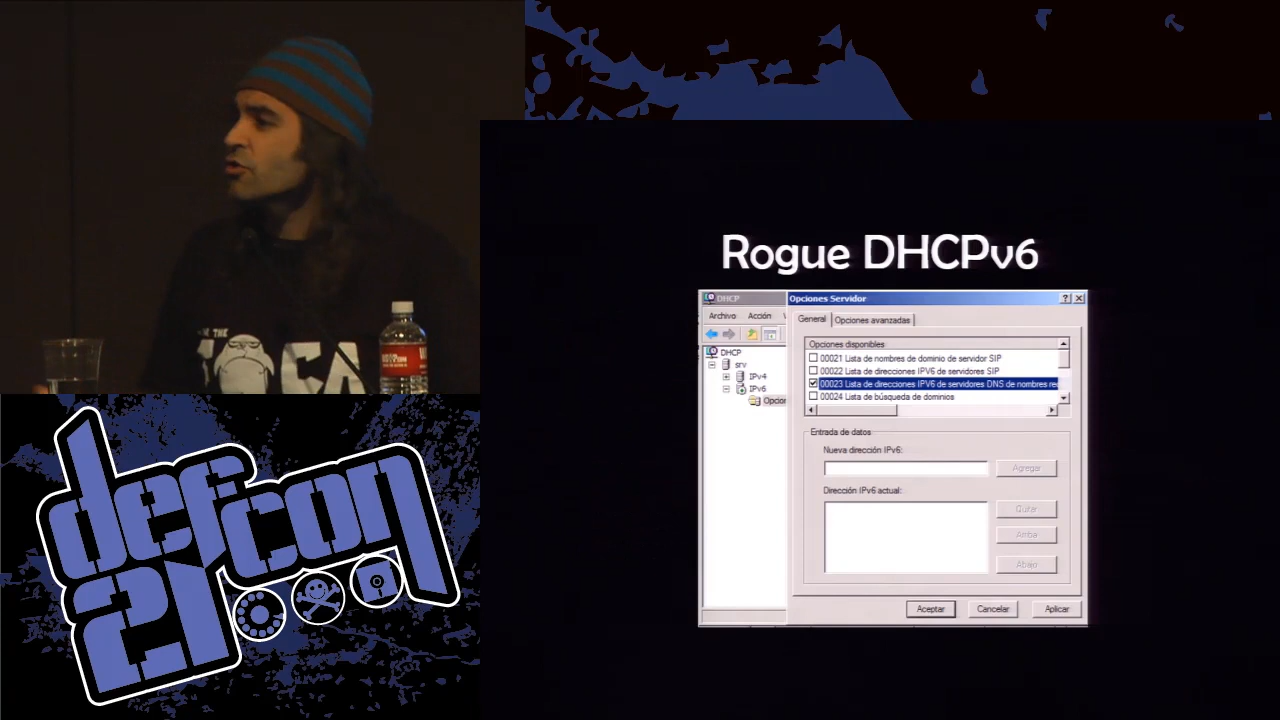 Rogue DHCPv6
DHCP
Opciones Servidor
Archivo Acción
General Opciones avanzadas
Opciones disponibles
00021 Lista de nombres de dominio de servidor SIP
00022 Lista de direcciones IPV6 de servidores SIP
00023 Lista de direcciones IPV6 de servidores DNS de nombres re
00024 Lista de búsqueda de dominios
DHCP
srv
IPv4
IPv6
Opcior
Entrada de datos
Nueva dirección IPv6:
Agregar
Dirección IPv6 actual:
Quitar
Arriba
Abajo
Aceptar Cancelar Aplicar
THE
CA
defcon
21